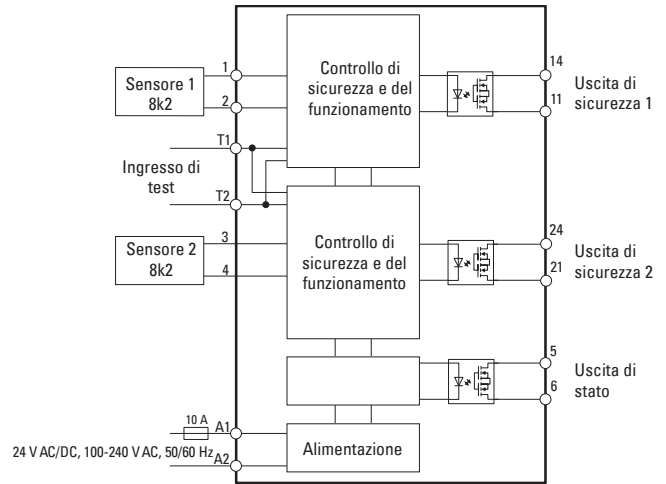 Sensore 1
8k2
1
2
Controllo di
sicurezza e del
funzionamento
14
11
Uscita di
sicurezza 1
Ingresso di
test
T1
T2
Sensore 2
8k2
3
4
Controllo di
sicurezza e del
funzionamento
24
21
Uscita di
sicurezza 2
5
6
Uscita di
stato
10 A
A1
24 V AC/DC, 100-240 V AC, 50/60 Hz
A2
Alimentazione